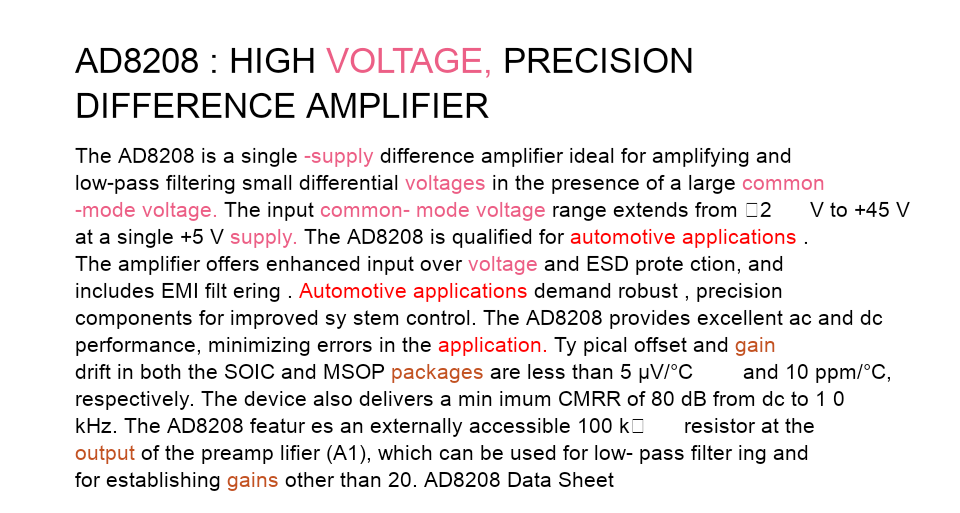 AD8208 : HIGH VOLTAGE, PRECISION
DIFFERENCE AMPLIFIER
The AD8208 is a single -supply difference amplifier ideal for amplifying and
low-pass filtering small differential voltages in the presence of a large common
-mode voltage. The input common- mode voltage range extends from □2 V to +45 V
at a single +5 V supply. The AD8208 is qualified for automotive applications .
The amplifier offers enhanced input over voltage and ESD prote ction, and
includes EMI filt ering . Automotive applications demand robust , precision
components for improved sy stem control. The AD8208 provides excellent ac and dc
performance, minimizing errors in the application. Ty pical offset and gain
drift in both the SOIC and MSOP packages are less than 5 μV/°C and 10 ppm/°C,
respectively. The device also delivers a min imum CMRR of 80 dB from dc to 1 0
kHz. The AD8208 featur es an externally accessible 100 k□ resistor at the
output of the preamp lifier (A1), which can be used for low- pass filter ing and
for establishing gains other than 20. AD8208 Data Sheet